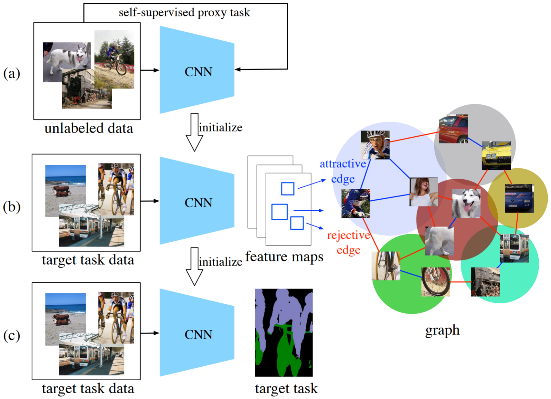 self-supervised proxy task
(a)
CNN
unlabeled data
initialize
(b)
CNN
target task data
feature maps
attractive
edge
rejective
edge
graph
initialize
(c)
CNN
target task data
target task